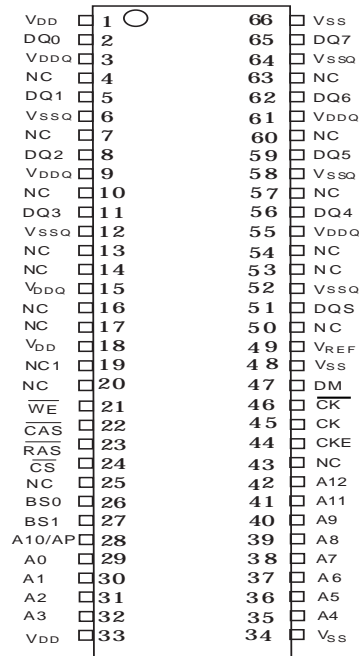 VDD 1 66 VSS
DQ0 2 65 DQ7
VDDQ 3 64 VSSQ
NC 4 63 NC
DQ1 5 62 DQ6
VSSQ 6 61 VDDQ
NC 7 60 NC
DQ2 8 59 DQ5
VDDQ 9 58 VSSQ
NC 10 57 NC
DQ3 11 56 DQ4
VSSQ 12 55 VDDQ
NC 13 54 NC
NC 14 53 NC
VDDQ 15 52 VSSQ
NC 16 51 DQS
NC 17 50 NC
VDD 18 49 VREF
NC1 19 48 VSS
NC 20 47 DM
WE 21 46 CK
CAS 22 45 CK
RAS 23 44 CKE
CS 24 43 NC
NC 25 42 A12
BS0 26 41 A11
BS1 27 40 A9
A10/AP 28 39 A8
A0 29 38 A7
A1 30 37 A6
A2 31 36 A5
A3 32 35 A4
VDD 33 34 VSS